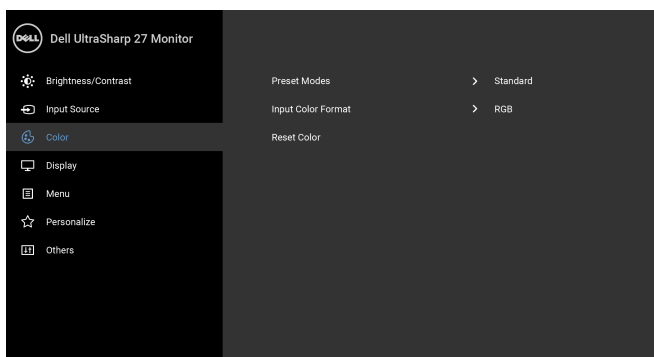 DELL Dell UltraSharp 27 Monitor
Brightness/Contrast
Input Source
Color
Display
Menu
Personalize
Others
Preset Modes > Standard
Input Color Format > RGB
Reset Color